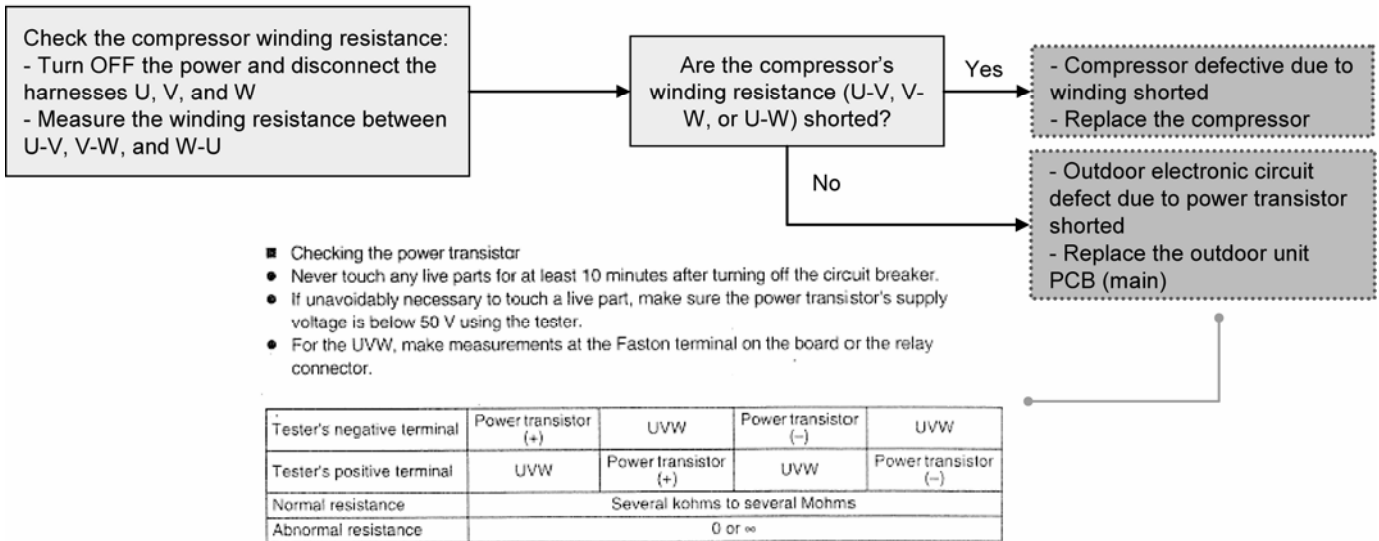 Check the compressor winding resistance:
- Turn OFF the power and disconnect the
harnesses U, V, and W
- Measure the winding resistance between
U-V, V-W, and W-U
Are the compressor's
winding resistance (U-V, V-
W, or U-W) shorted?
Yes
- Compressor defective due to
winding shorted
- Replace the compressor
No
- Outdoor electronic circuit
defect due to power transistor
shorted
- Replace the outdoor unit
PCB (main)
■ Checking the power transistor
● Never touch any live parts for at least 10 minutes after turning off the circuit breaker.
● If unavoidably necessary to touch a live part, make sure the power transistor's supply
voltage is below 50 V using the tester.
● For the UVW, make measurements at the Faston terminal on the board or the relay
connector.
Tester's negative terminal Power transistor (+) UVW Power transistor (–) UVW
Tester's positive terminal UVW Power transistor (+) UVW Power transistor (–)
Normal resistance Several kohms to several Mohms
Abnormal resistance 0 or ∞